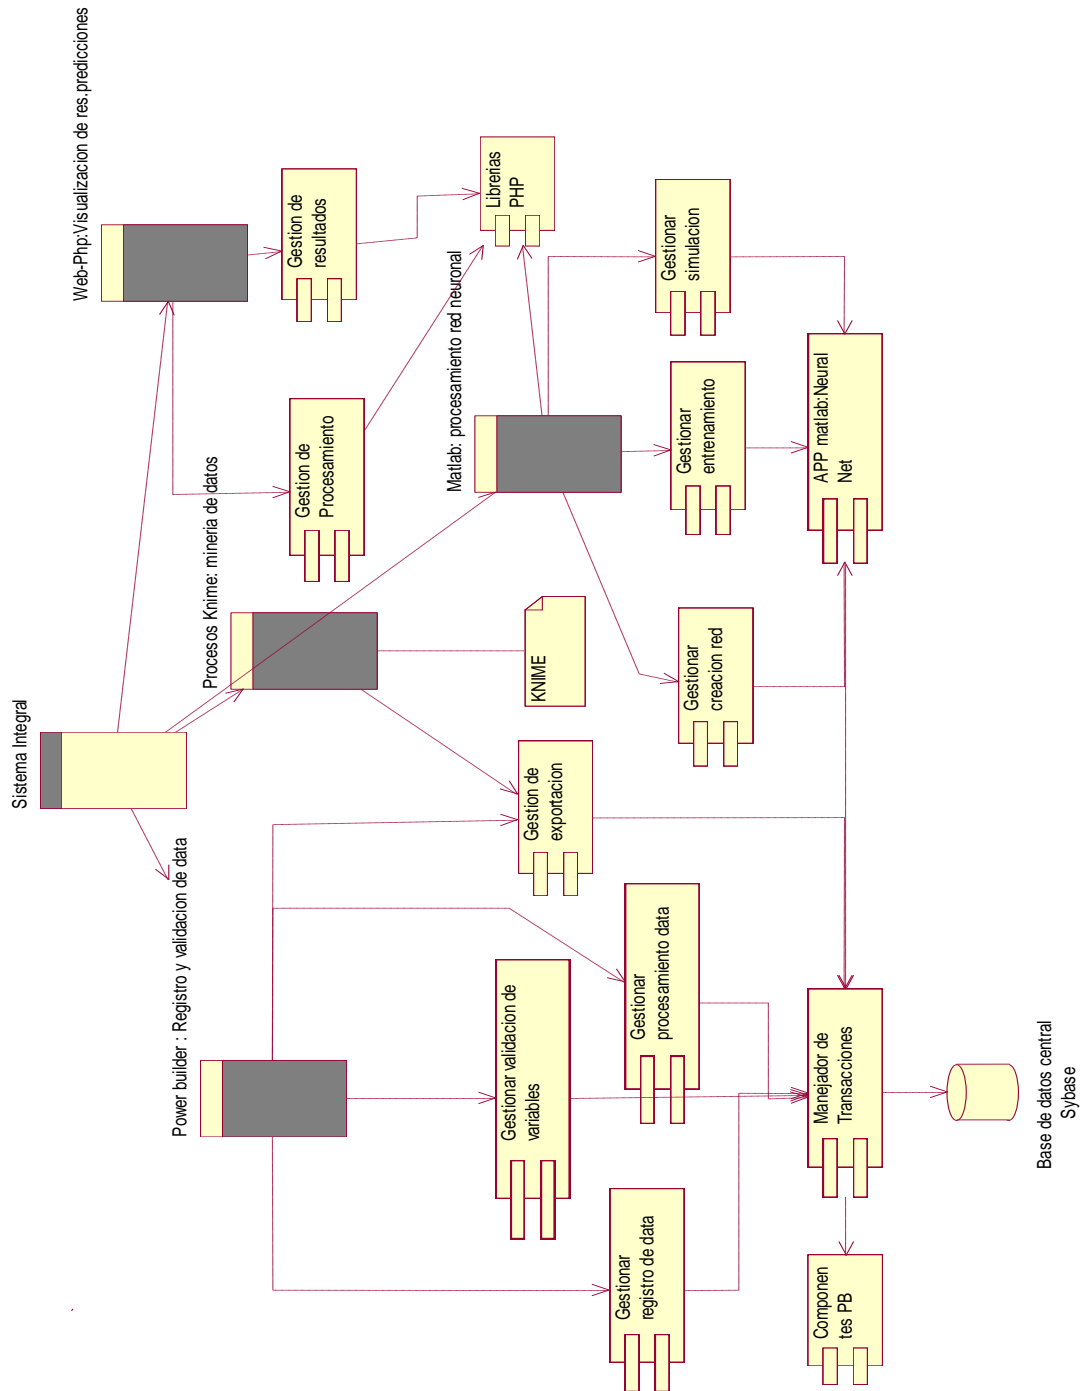 Sistema Integral
Power builder : Registro y validacion de data
Procesos Knime: mineria de datos
Matlab: procesamiento red neuronal
Web-Php:Visualizacion de res.predicciones
Gestionar
registro de data
Gestionar validacion de
variables
Gestionar
procesamiento data
Gestion de
exportacion
KNIME
Gestion de
Procesamiento
Gestion de
resultados
Librerias
PHP
Gestionar
creacion red
Gestionar
entrenamiento
Gestionar
simulacion
Componen
tes PB
Manejador de
Transacciones
APP matlab:Neural
Net
Base de datos central
Sybase